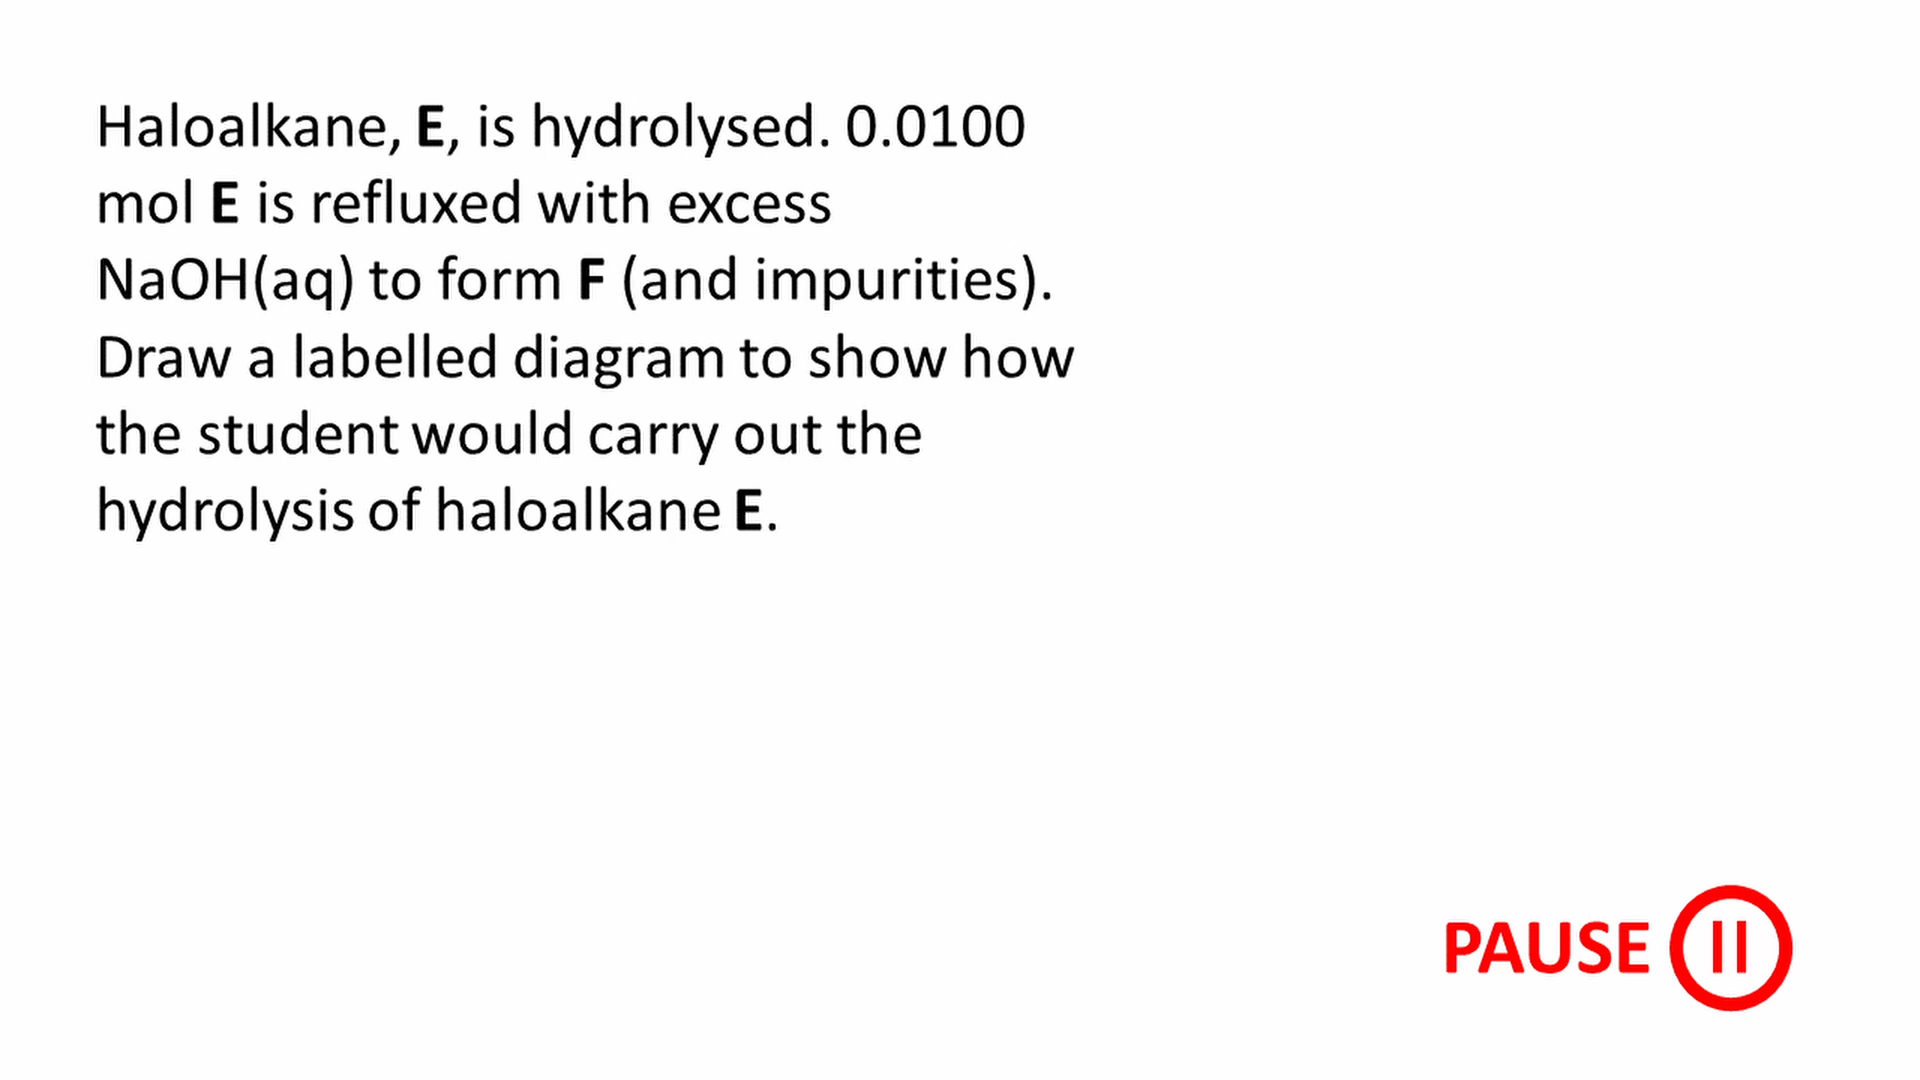 Haloalkane, E, is hydrolysed. 0.0100
mol E is refluxed with excess
NaOH(aq) to form F (and impurities).
Draw a labelled diagram to show how
the student would carry out the
hydrolysis of haloalkane E.
PAUSE